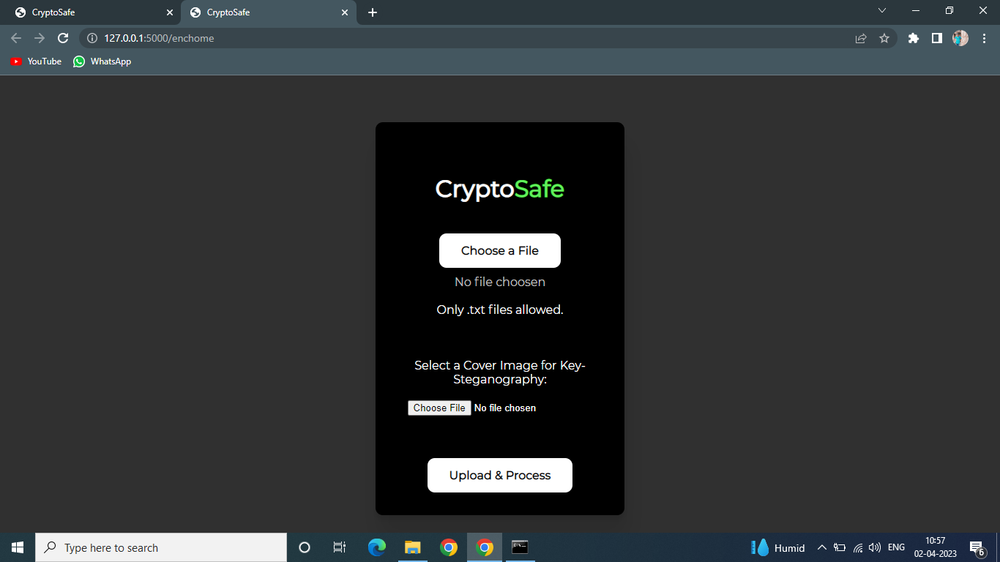 CryptoSafe
CryptoSafe
127.0.0.1:5000/enchome
YouTube
WhatsApp
CryptoSafe
Choose a File
No file choosen
Only .txt files allowed.
Select a Cover Image for Key-
Steganography:
Choose File No file chosen
Upload & Process
Type here to search
Humid
ENG
10:57
02-04-2023
6